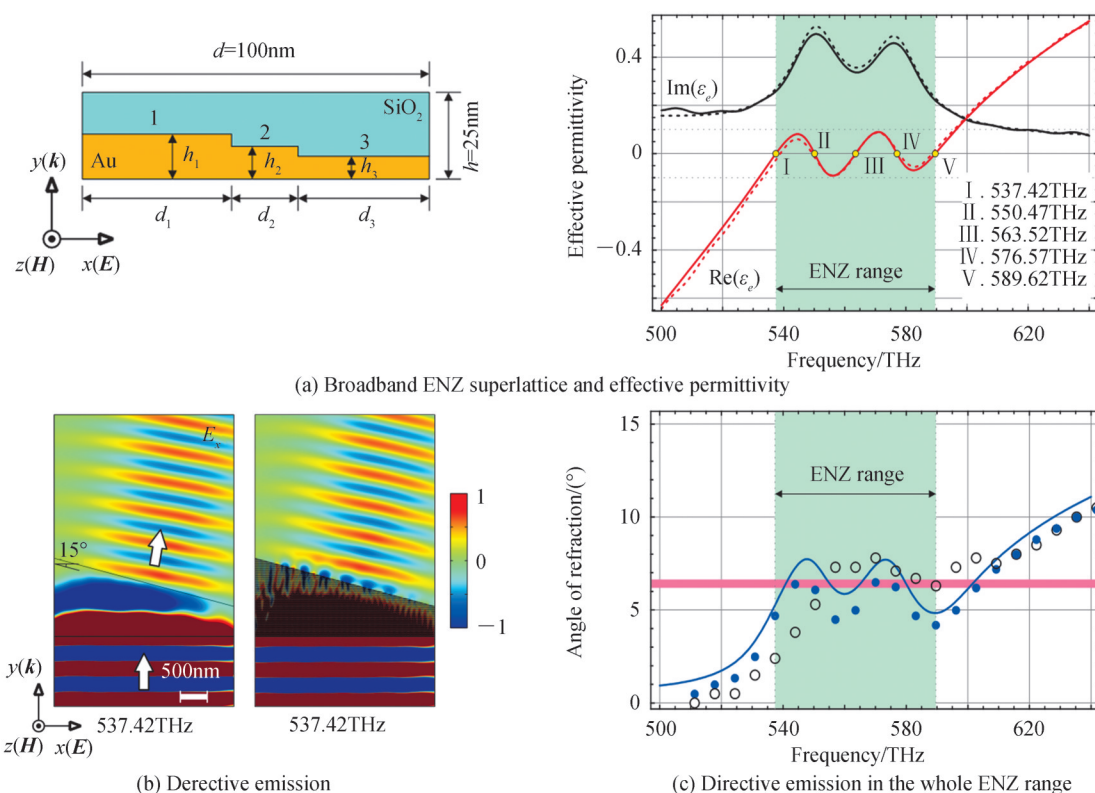 d=100nm
SiO₂
1
2
3
Au
h₁
h₂
h₃
h=25nm
d₁
d₂
d₃
y(k)
z(H)
x(E)
Effective permittivity
0.4
0
−0.4
Im(εₑ)
Re(εₑ)
I
II
III
IV
V
I. 537.42THz
II. 550.47THz
III. 563.52THz
IV. 576.57THz
V. 589.62THz
ENZ range
500
540
580
620
Frequency/THz
(a) Broadband ENZ superlattice and effective permittivity
Eₓ
15°
1
0
−1
500nm
y(k)
z(H)
x(E)
537.42THz
537.42THz
(b) Derective emission
Angle of refraction/(°)
15
10
5
0
ENZ range
500
540
580
620
Frequency/THz
(c) Directive emission in the whole ENZ range